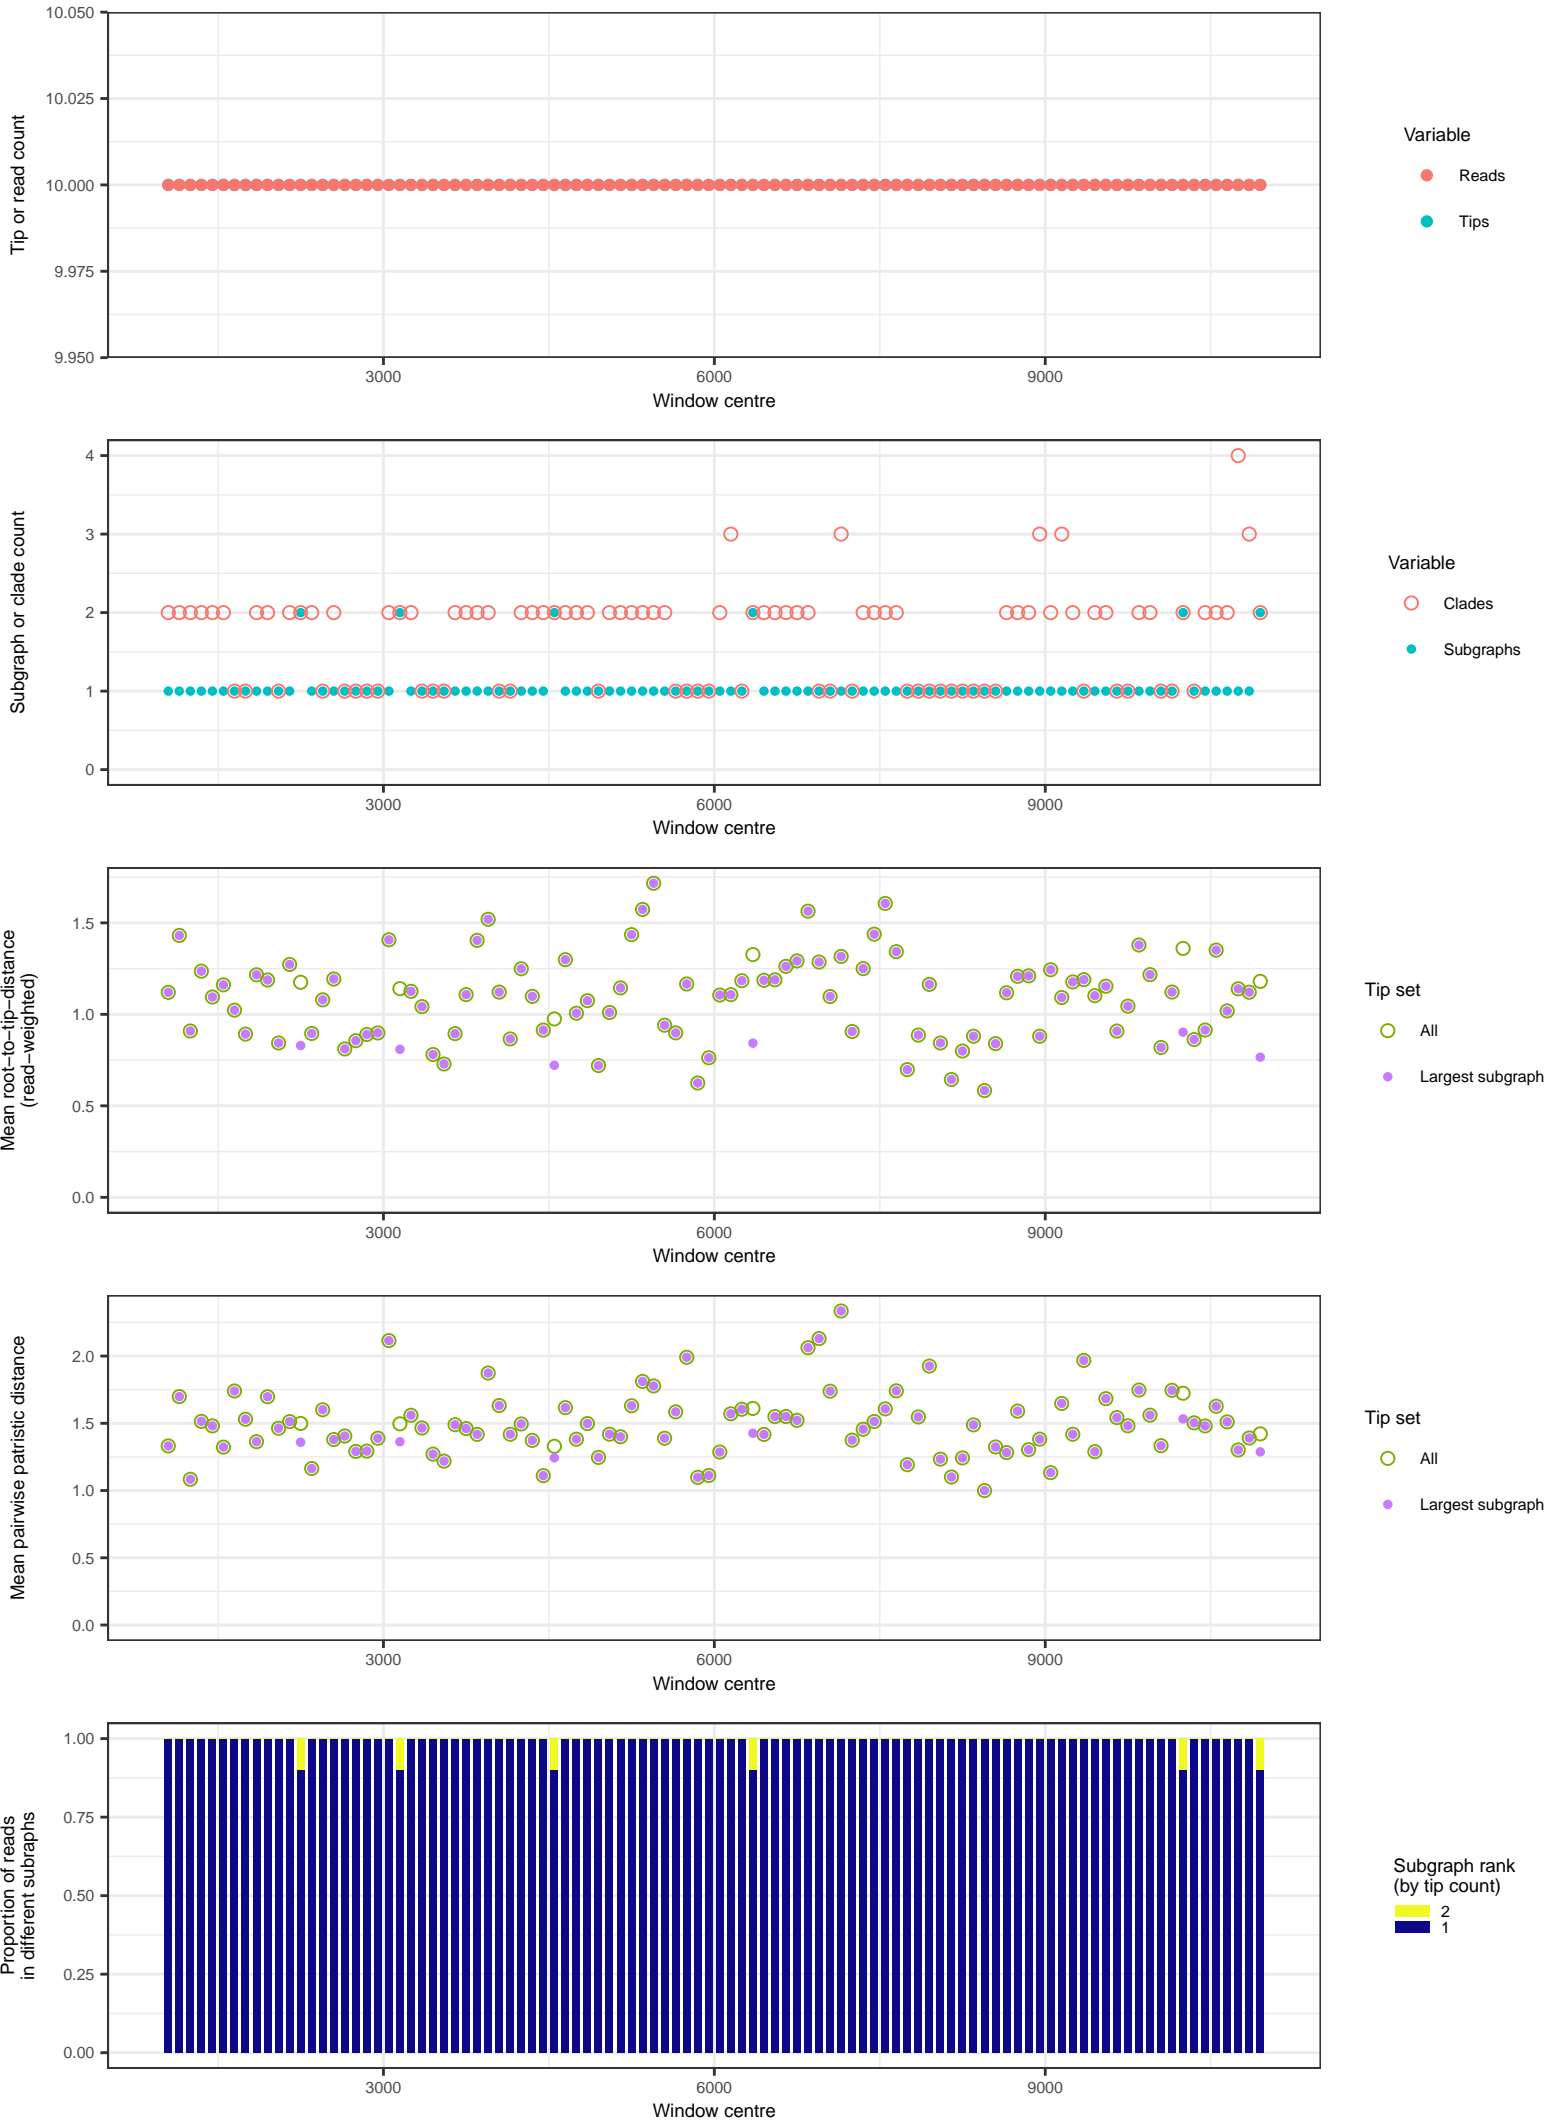 10.050
10.025
10.000
9.975
9.950
Tip or read count
3000
6000
9000
Window centre
Variable
Reads
Tips
4
3
2
1
0
Subgraph or clade count
3000
6000
9000
Window centre
Variable
Clades
Subgraphs
1.5
1.0
0.5
0.0
Mean root−to−tip−distance
(read−weighted)
3000
6000
9000
Window centre
Tip set
All
Largest subgraph
2.0
1.5
1.0
0.5
0.0
Mean pairwise patristic distance
3000
6000
9000
Window centre
Tip set
All
Largest subgraph
1.00
0.75
0.50
0.25
0.00
Proportion of reads
in different subraphs
3000
6000
9000
Window centre
Subgraph rank
(by tip count)
2
1